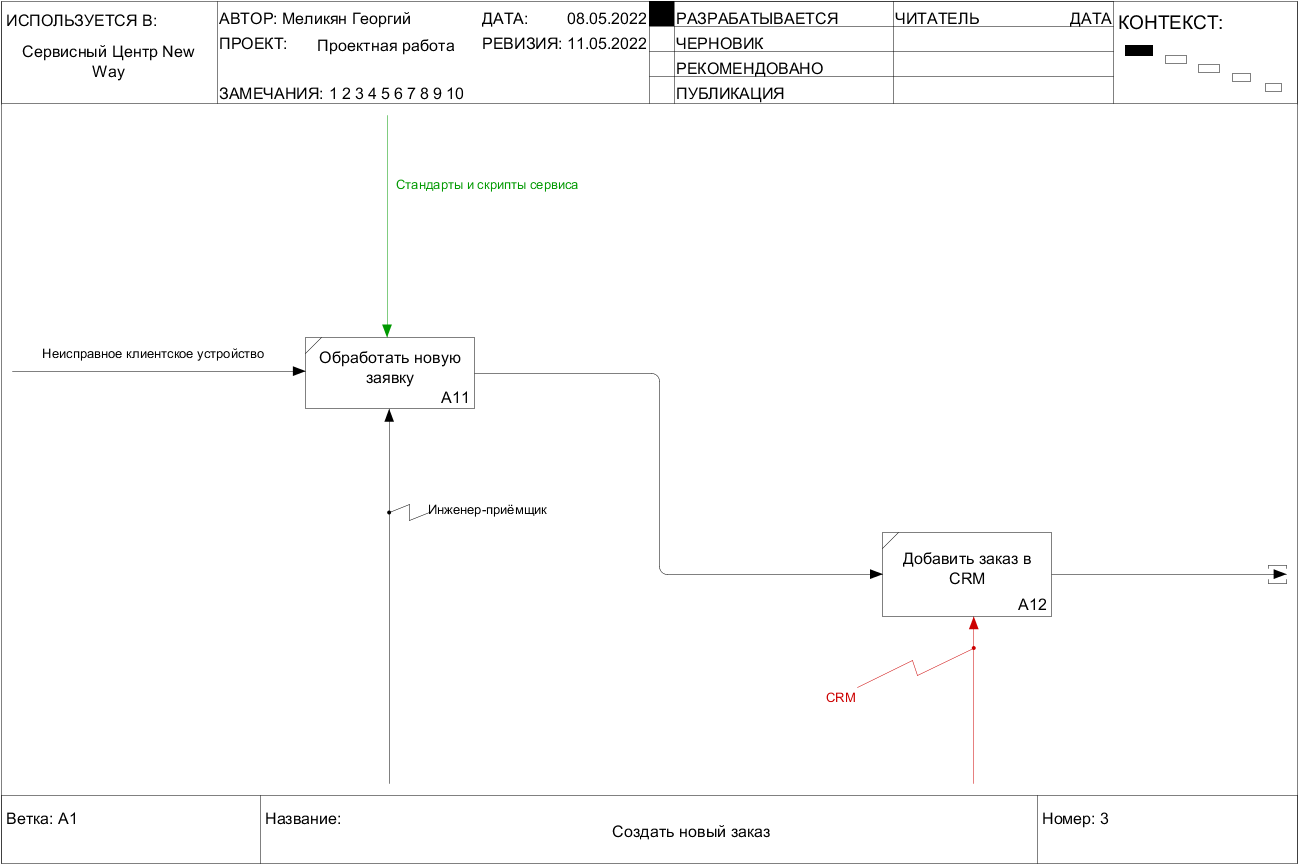 ИСПОЛЬЗУЕТСЯ В:
Сервисный Центр New
Way
АВТОР: Меликян Георгий
ДАТА: 08.05.2022
ПРОЕКТ: Проектная работа
РЕВИЗИЯ: 11.05.2022
ЗАМЕЧАНИЯ: 1 2 3 4 5 6 7 8 9 10
РАЗРАБАТЫВАЕТСЯ
ЧЕРНОВИК
РЕКОМЕНДОВАНО
ПУБЛИКАЦИЯ
ЧИТАТЕЛЬ
ДАТА
КОНТЕКСТ:
Стандарты и скрипты сервиса
Неисправное клиентское устройство
Обработать новую
заявку
A11
Инженер-приёмщик
Добавить заказ в
CRM
A12
CRM
Ветка: A1
Название:
Создать новый заказ
Номер: 3